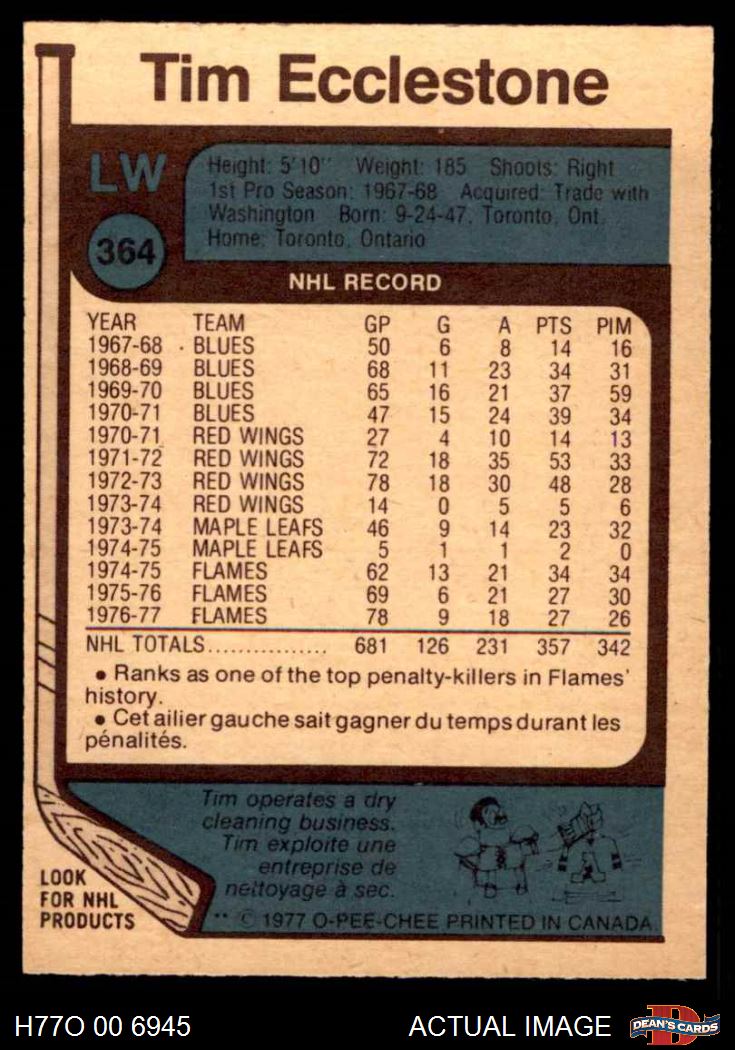 Tim Ecclestone
LW
364
Height: 5'10" Weight: 185 Shoots: Right
1st Pro Season: 1967-68 Acquired: Trade with
Washington Born: 9-24-47, Toronto, Ont.
Home: Toronto, Ontario
NHL RECORD
YEAR TEAM GP G A PTS PIM
1967-68 BLUES 50 6 8 14 16
1968-69 BLUES 68 11 23 34 31
1969-70 BLUES 65 16 21 37 59
1970-71 BLUES 47 15 24 39 34
1970-71 RED WINGS 27 4 10 14 13
1971-72 RED WINGS 72 18 35 53 33
1972-73 RED WINGS 78 18 30 48 28
1973-74 RED WINGS 14 0 5 5 6
1973-74 MAPLE LEAFS 46 9 14 23 32
1974-75 MAPLE LEAFS 5 1 1 2 0
1974-75 FLAMES 62 13 21 34 34
1975-76 FLAMES 69 6 21 27 30
1976-77 FLAMES 78 9 18 27 26
NHL TOTALS................ 681 126 231 357 342
• Ranks as one of the top penalty-killers in Flames'
history.
• Cet ailier gauche sait gagner du temps durant les
pénalités.
Tim operates a dry
cleaning business.
Tim exploite une
entreprise de
nettoyage à sec.
LOOK
FOR NHL
PRODUCTS
** © 1977 O-PEE-CHEE PRINTED IN CANADA
H77O 00 6945
ACTUAL IMAGE
D
DEAN'S CARDS